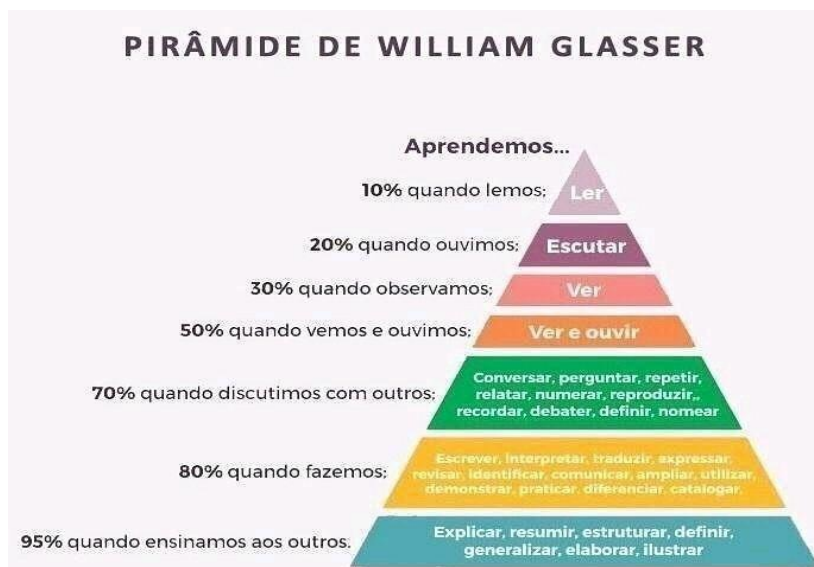 PIRÂMIDE DE WILLIAM GLASSER
Aprendemos...
10% quando lemos;
Ler
20% quando ouvimos;
Escutar
30% quando observamos;
Ver
50% quando vemos e ouvimos;
Ver e ouvir
70% quando discutimos com outros;
Conversar, perguntar, repetir,
relatar, numerar, reproduzir,,
recordar, debater, definir, nomear
80% quando fazemos;
Escrever, interpretar, traduzir, expressar,
revisar, identificar, comunicar, ampliar, utilizar,
demonstrar, praticar, diferenciar, catalogar,
95% quando ensinamos aos outros.
Explicar, resumir, estruturar, definir,
generalizar, elaborar, ilustrar